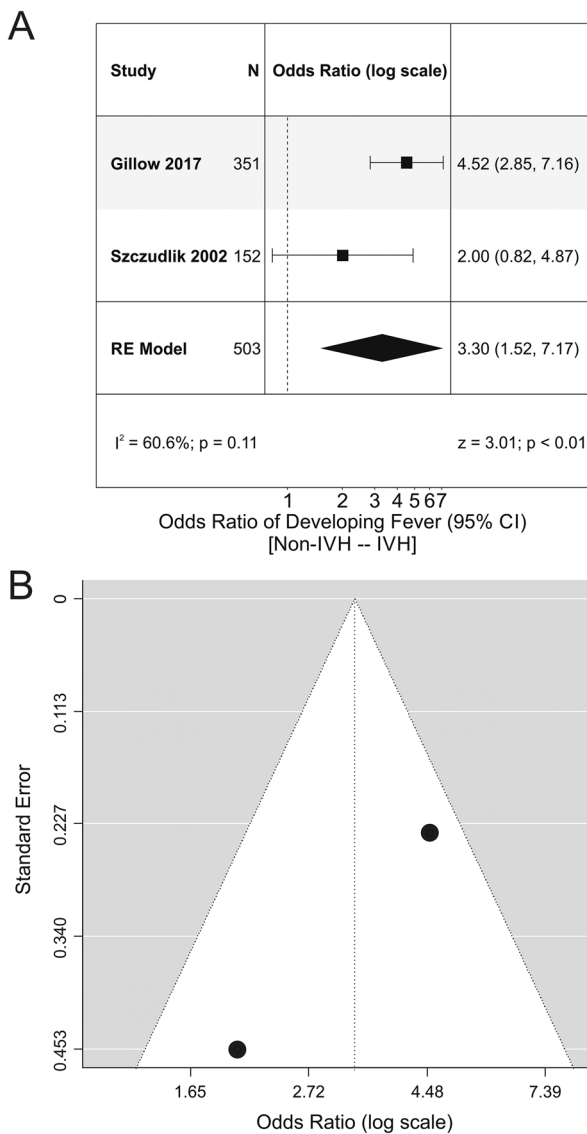 A
Study N Odds Ratio (log scale)
Gillow 2017 351 4.52 (2.85, 7.16)
Szczudlik 2002 152 2.00 (0.82, 4.87)
RE Model 503 3.30 (1.52, 7.17)
I² = 60.6%; p = 0.11 z = 3.01; p < 0.01
1 2 3 4 5 6 7
Odds Ratio of Developing Fever (95% CI)
[Non-IVH -- IVH]
B
0
0.113
0.227
0.340
0.453
Standard Error
1.65 2.72 4.48 7.39
Odds Ratio (log scale)